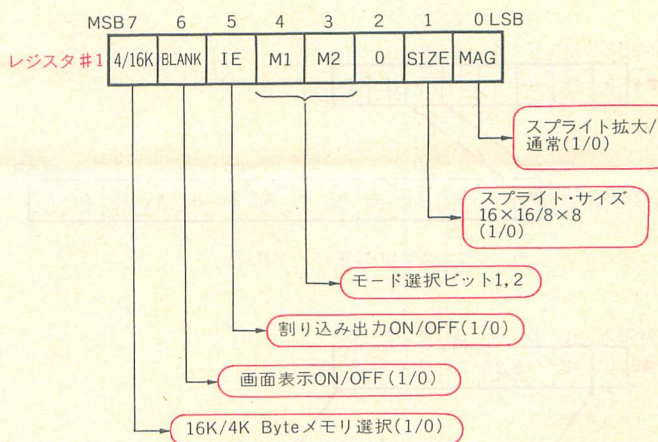 MSB 7 6 5 4 3 2 1 0 LSB
レジスタ#1 4/16K BLANK IE M1 M2 0 SIZE MAG
スプライト拡大/
通常(1/0)
スプライト・サイズ
16×16/8×8
(1/0)
モード選択ビット1,2
割り込み出力ON/OFF(1/0)
画面表示ON/OFF(1/0)
16K/4K Byteメモリ選択(1/0)